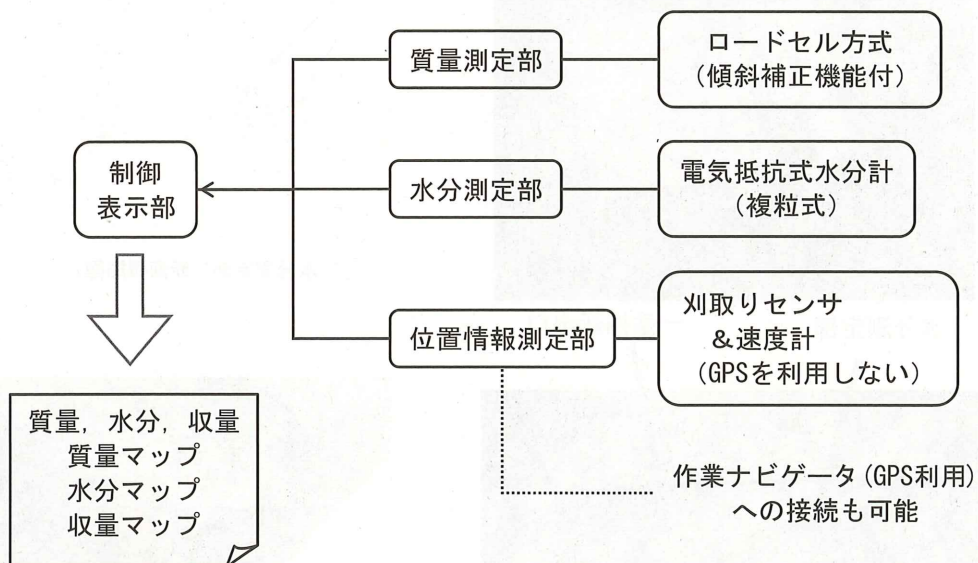 質量測定部
ロードセル方式
(傾斜補正機能付)
制御
表示部
水分測定部
電気抵抗式水分計
(複粒式)
位置情報測定部
刈取りセンサ
&速度計
(GPSを利用しない)
質量, 水分, 収量
質量マップ
水分マップ
収量マップ
作業ナビゲータ(GPS利用)
への接続も可能